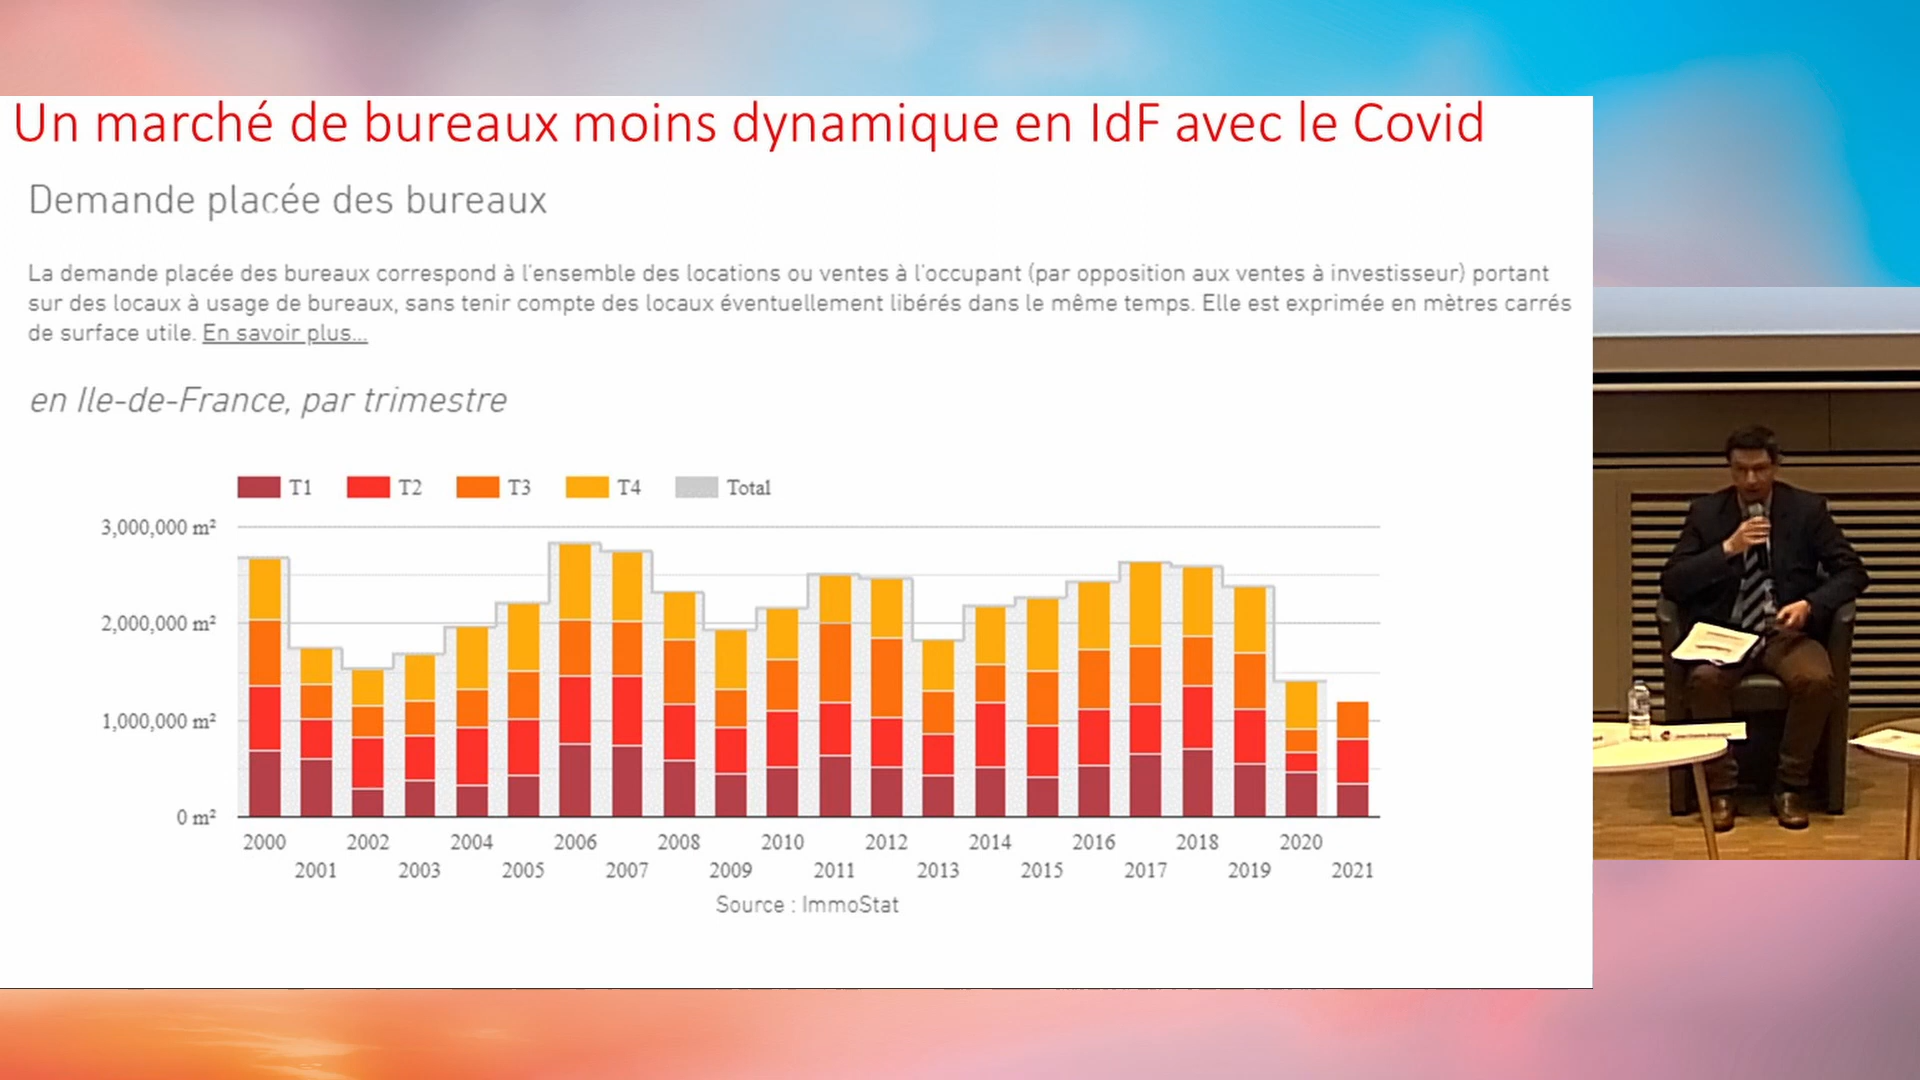 Un marché de bureaux moins dynamique en IdF avec le Covid
Demande placée des bureaux
La demande placée des bureaux correspond à l'ensemble des locations ou ventes à l'occupant (par opposition aux ventes à investisseur) portant
sur des locaux à usage de bureaux, sans tenir compte des locaux éventuellement libérés dans le même temps. Elle est exprimée en mètres carrés
de surface utile. En savoir plus...
en Ile-de-France, par trimestre
T1 T2 T3 T4 Total
3,000,000 m²
2,000,000 m²
1,000,000 m²
0 m²
2000 2002 2004 2006 2008 2010 2012 2014 2016 2018 2020
2001 2003 2005 2007 2009 2011 2013 2015 2017 2019 2021
Source : ImmoStat